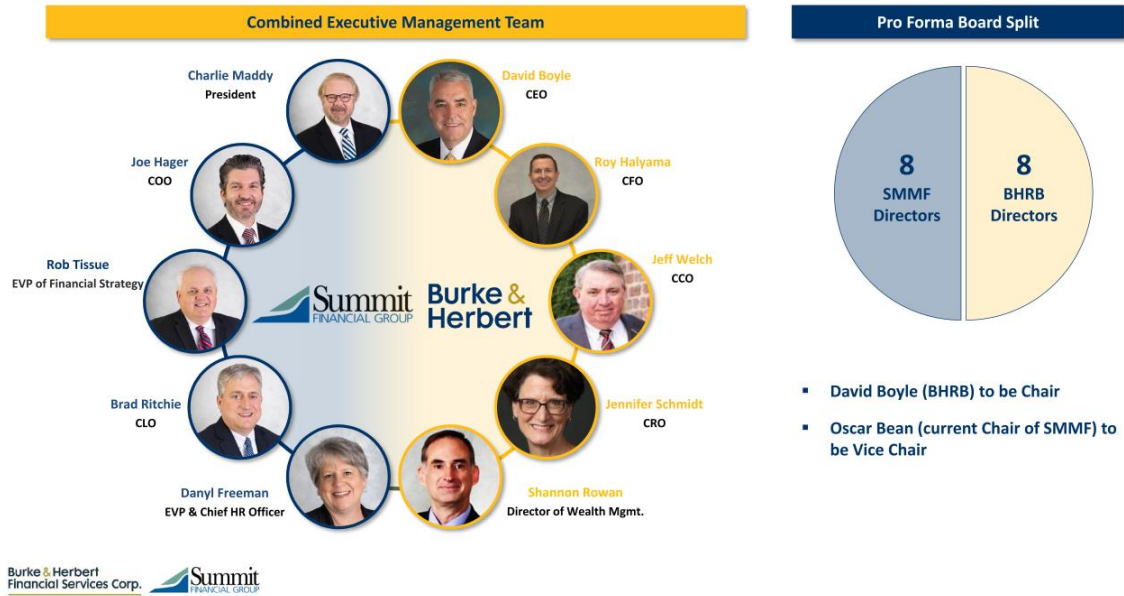 Combined Executive Management Team
Pro Forma Board Split
Charlie Maddy
President
David Boyle
CEO
Joe Hager
COO
Roy Halyama
CFO
Rob Tissue
EVP of Financial Strategy
Jeff Welch
CCO
Brad Ritchie
CLO
Jennifer Schmidt
CRO
Danyl Freeman
EVP & Chief HR Officer
Shannon Rowan
Director of Wealth Mgmt.
Summit
FINANCIAL GROUP
Burke &
Herbert
8
SMMF
Directors
8
BHRB
Directors
▪ David Boyle (BHRB) to be Chair
▪ Oscar Bean (current Chair of SMMF) to
be Vice Chair
Burke & Herbert
Financial Services Corp.
Summit
FINANCIAL GROUP